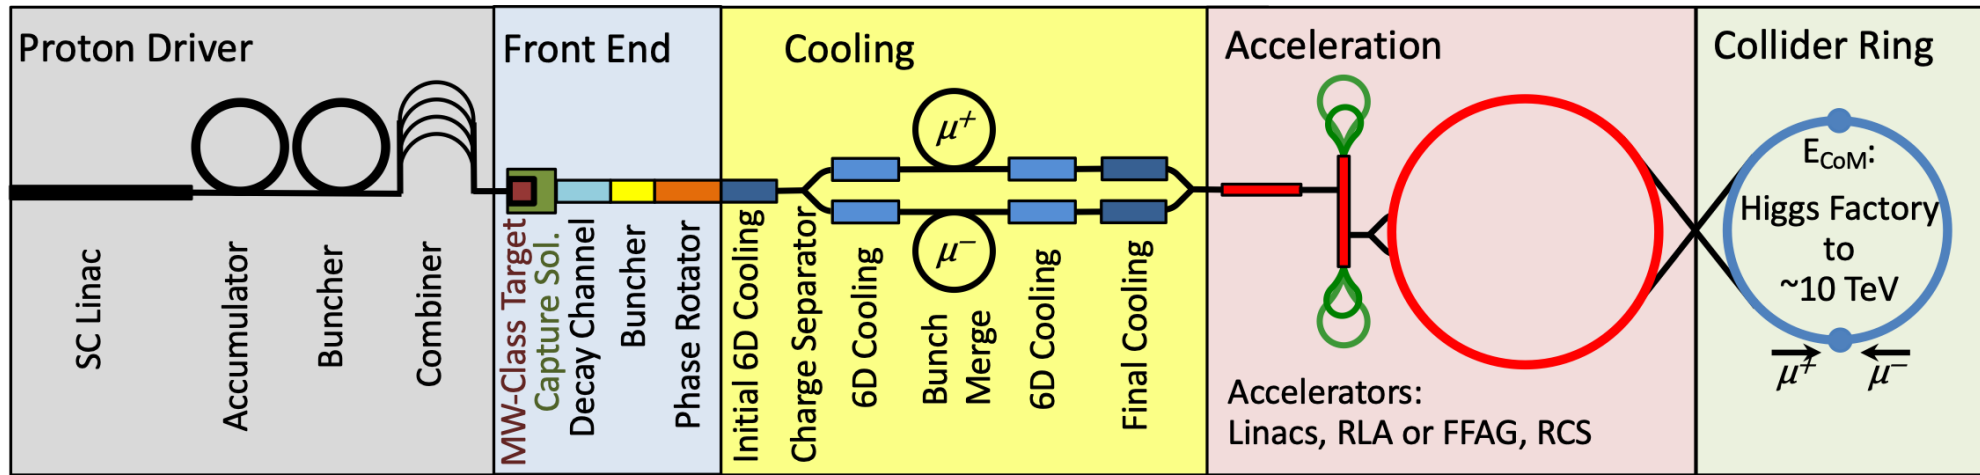 Proton Driver
SC Linac
Accumulator
Buncher
Combiner
Front End
MW-Class Target
Capture Sol.
Decay Channel
Buncher
Phase Rotator
Cooling
μ+
μ−
Initial 6D Cooling
Charge Separator
6D Cooling
Bunch
Merge
6D Cooling
Final Cooling
Acceleration
Accelerators:
Linacs, RLA or FFAG, RCS
Collider Ring
ECoM:
Higgs Factory
to
~10 TeV
μ+ μ−